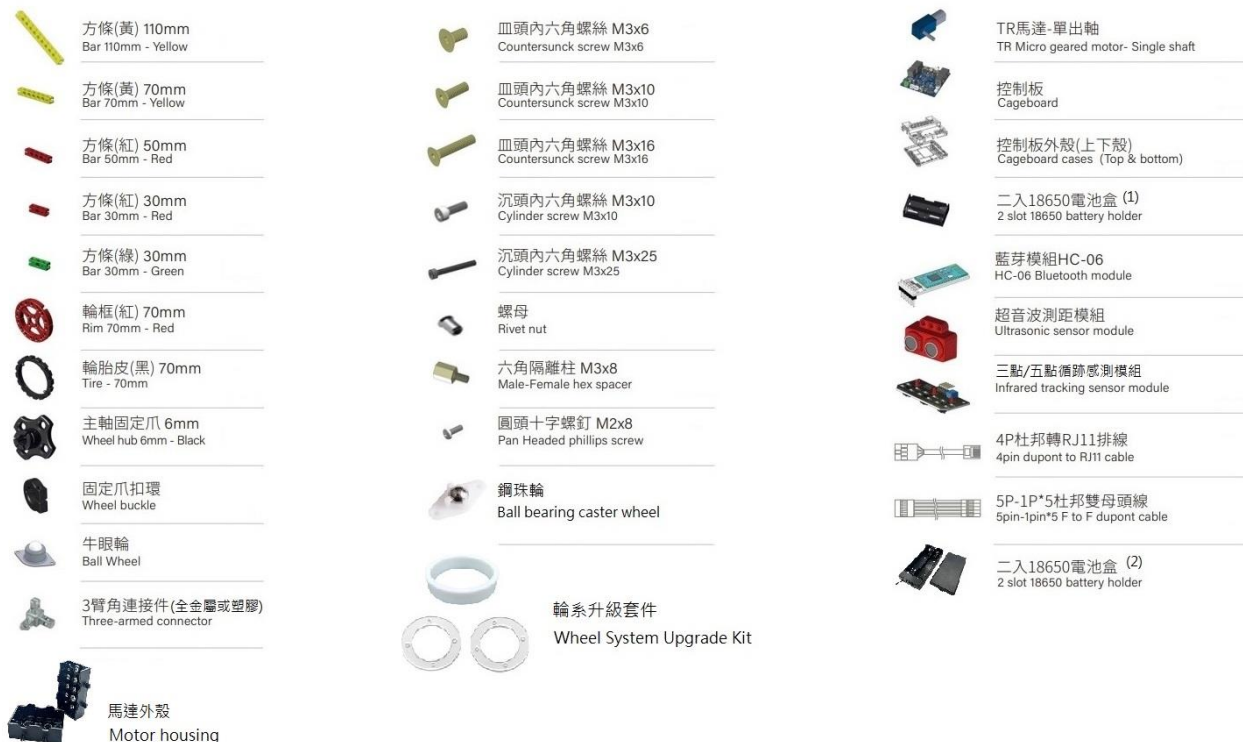 方條(黃) 110mm
Bar 110mm - Yellow
方條(黃) 70mm
Bar 70mm - Yellow
方條(紅) 50mm
Bar 50mm - Red
方條(紅) 30mm
Bar 30mm - Red
方條(綠) 30mm
Bar 30mm - Green
輪框(紅) 70mm
Rim 70mm - Red
輪胎皮(黑) 70mm
Tire - 70mm
主軸固定爪 6mm
Wheel hub 6mm - Black
固定爪扣環
Wheel buckle
牛眼輪
Ball Wheel
3臂角連接件(全金屬或塑膠)
Three-armed connector
馬達外殼
Motor housing
皿頭內六角螺絲 M3x6
Countersunck screw M3x6
皿頭內六角螺絲 M3x10
Countersunck screw M3x10
皿頭內六角螺絲 M3x16
Countersunck screw M3x16
沉頭內六角螺絲 M3x10
Cylinder screw M3x10
沉頭內六角螺絲 M3x25
Cylinder screw M3x25
螺母
Rivet nut
六角隔離柱 M3x8
Male-Female hex spacer
圓頭十字螺釘 M2x8
Pan Headed phillips screw
鋼珠輪
Ball bearing caster wheel
輪系升級套件
Wheel System Upgrade Kit
TR馬達-單出軸
TR Micro geared motor- Single shaft
控制板
Cageboard
控制板外殼(上下殼)
Cageboard cases (Top & bottom)
二入18650電池盒 (1)
2 slot 18650 battery holder
藍芽模組HC-06
HC-06 Bluetooth module
超音波測距模組
Ultrasonic sensor module
三點/五點循跡感測模組
Infrared tracking sensor module
4P杜邦轉RJ11排線
4pin dupont to RJ11 cable
5P-1P*5杜邦雙母頭線
5pin-1pin*5 F to F dupont cable
二入18650電池盒 (2)
2 slot 18650 battery holder